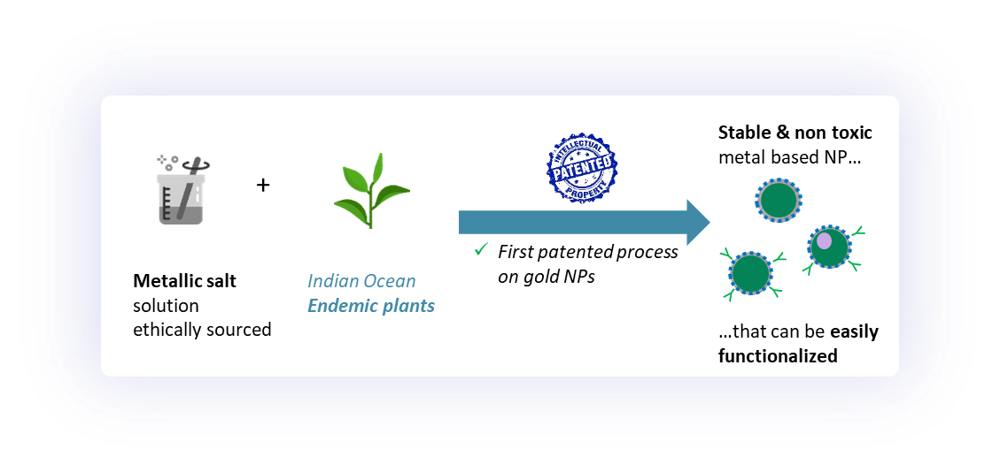 Metallic salt
solution
ethically sourced
+
Indian Ocean
Endemic plants
INTELLECTUAL
PATENTED
PROPERTY
✓ First patented process
on gold NPs
Stable & non toxic
metal based NP...
...that can be easily
functionalized